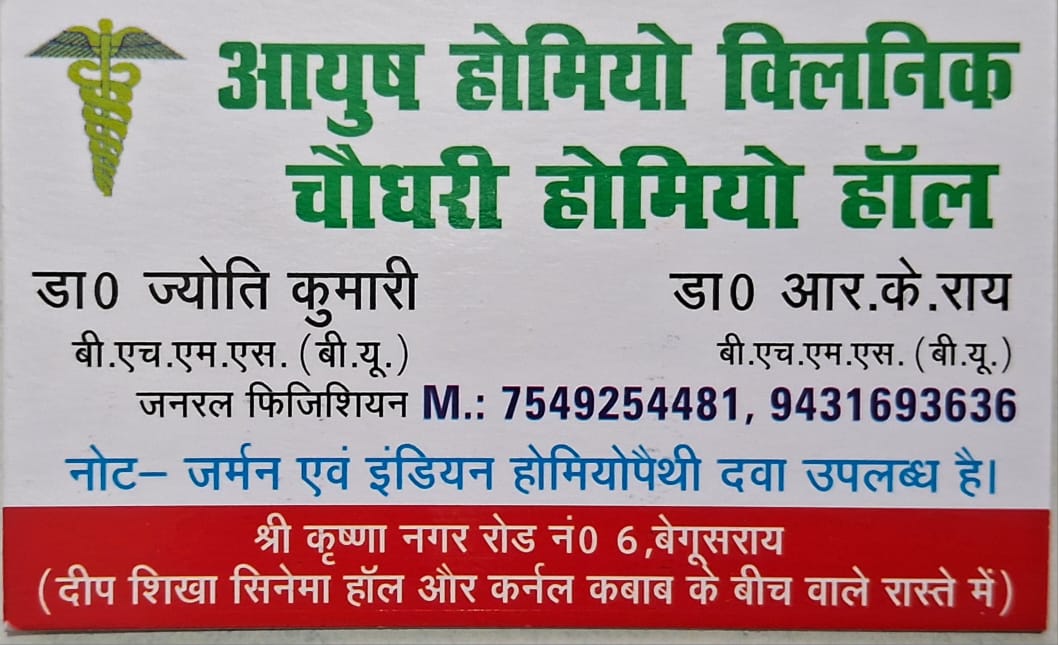 आयुष होमियो क्लिनिक
चौधरी होमियो हॉल
डा0 ज्योति कुमारी डा0 आर.के.राय
बी.एच.एम.एस. (बी.यू.) बी.एच.एम.एस. (बी.यू.)
जनरल फिजिशियन M.: 7549254481, 9431693636
नोट– जर्मन एवं इंडियन होमियोपैथी दवा उपलब्ध है।
श्री कृष्णा नगर रोड नं0 6,बेगूसराय
(दीप शिखा सिनेमा हॉल और कर्नल कबाब के बीच वाले रास्ते में)